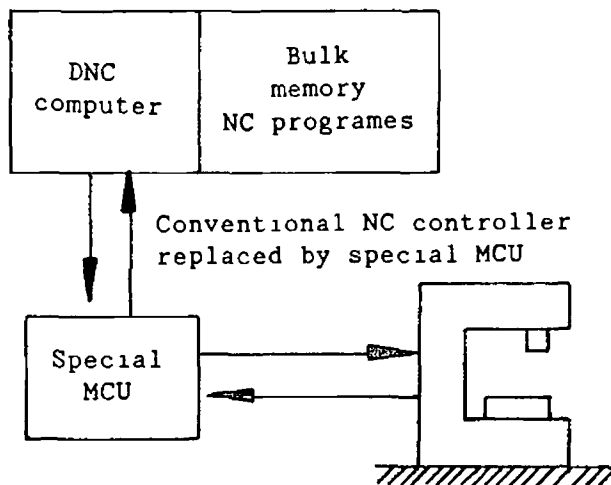 DNC
computer
Bulk
memory
NC programes
Conventional NC controller
replaced by special MCU
Special
MCU